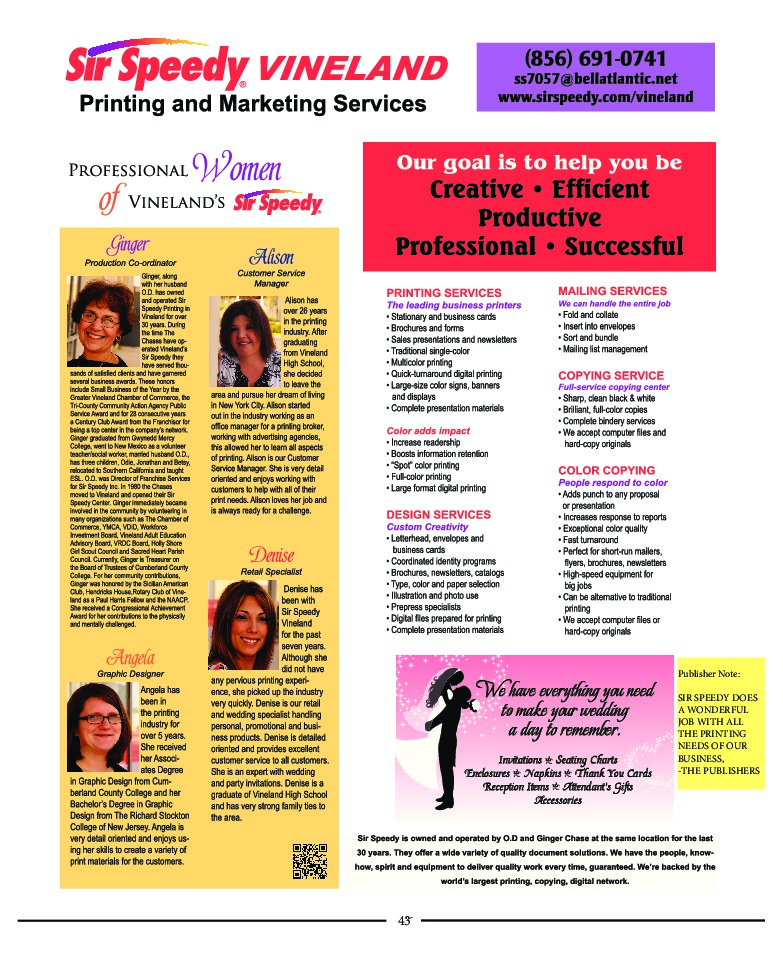 Sir Speedy® VINELAND
Printing and Marketing Services
(856) 691-0741
ss7057@bellatlantic.net
www.sirspeedy.com/vineland
PROFESSIONAL Women
of VINELAND'S Sir Speedy®
Ginger
Production Co-ordinator
Ginger, along
with her husband
O.D. has owned
and operated Sir
Speedy Printing in
Vineland for over
30 years. During
the time The
Chases have op-
erated Vineland's
Sir Speedy they
have served thou-
sands of satisfied clients and have garnered
several business awards. These honors
include Small Business of the Year by the
Greater Vineland Chamber of Commerce, the
Tri-County Community Action Agency Public
Service Award and for 28 consecutive years
a Century Club Award from the Franchisor for
being a top center in the company's network.
Ginger graduated from Gwynedd Mercy
College, went to New Mexico as a volunteer
teacher/social worker, married husband O.D.,
has three children, Odie, Jonathan and Betsy,
relocated to Southern California and taught
ESL. O.D. was Director of Franchise Services
for Sir Speedy Inc. In 1980 the Chases
moved to Vineland and opened their Sir
Speedy Center. Ginger immediately became
involved in the community by volunteering in
many organizations such as The Chamber of
Commerce, YMCA, VDID, Workforce
Investment Board, Vineland Adult Education
Advisory Board, VRDC Board, Holly Shore
Girl Scout Council and Sacred Heart Parish
Council. Currently, Ginger is Treasurer on
the Board of Trustees of Cumberland County
College. For her community contributions,
Ginger was honored by the Sicilian American
Club, Hendricks House,Rotary Club of Vine-
land as a Paul Harris Fellow and the NAACP.
She received a Congressional Achievement
Award for her contributions to the physically
and mentally challenged.
Angela
Graphic Designer
Angela has
been in
the printing
industry for
over 5 years.
She received
her Associ-
ates Degree
in Graphic Design from Cum-
berland County College and her
Bachelor's Degree in Graphic
Design from The Richard Stockton
College of New Jersey. Angela is
very detail oriented and enjoys us-
ing her skills to create a variety of
print materials for the customers.
Alison
Customer Service
Manager
Alison has
over 26 years
in the printing
industry. After
graduating
from Vineland
High School,
she decided
to leave the
area and pursue her dream of living
in New York City. Alison started
out in the industry working as an
office manager for a printing broker,
working with advertising agencies,
this allowed her to learn all aspects
of printing. Alison is our Customer
Service Manager. She is very detail
oriented and enjoys working with
customers to help with all of their
print needs. Alison loves her job and
is always ready for a challenge.
Denise
Retail Specialist
Denise has
been with
Sir Speedy
Vineland
for the past
seven years.
Although she
did not have
any pervious printing experi-
ence, she picked up the industry
very quickly. Denise is our retail
and wedding specialist handling
personal, promotional and busi-
ness products. Denise is detailed
oriented and provides excellent
customer service to all customers.
She is an expert with wedding
and party invitations. Denise is a
graduate of Vineland High School
and has very strong family ties to
the area.
Our goal is to help you be
Creative • Efficient
Productive
Professional • Successful
PRINTING SERVICES
The leading business printers
• Stationary and business cards
• Brochures and forms
• Sales presentations and newsletters
• Traditional single-color
• Multicolor printing
• Quick-turnaround digital printing
• Large-size color signs, banners
and displays
• Complete presentation materials
Color adds impact
• Increase readership
• Boosts information retention
• "Spot" color printing
• Full-color printing
• Large format digital printing
DESIGN SERVICES
Custom Creativity
• Letterhead, envelopes and
business cards
• Coordinated identity programs
• Brochures, newsletters, catalogs
• Type, color and paper selection
• Illustration and photo use
• Prepress specialists
• Digital files prepared for printing
• Complete presentation materials
MAILING SERVICES
We can handle the entire job
• Fold and collate
• Insert into envelopes
• Sort and bundle
• Mailing list management
COPYING SERVICE
Full-service copying center
• Sharp, clean black & white
• Brilliant, full-color copies
• Complete bindery services
• We accept computer files and
hard-copy originals
COLOR COPYING
People respond to color
• Adds punch to any proposal
or presentation
• Increases response to reports
• Exceptional color quality
• Fast turnaround
• Perfect for short-run mailers,
flyers, brochures, newsletters
• High-speed equipment for
big jobs
• Can be alternative to traditional
printing
• We accept computer files or
hard-copy originals
We have everything you need
to make your wedding
a day to remember.
Invitations * Seating Charts
Enclosures * Napkins * Thank You Cards
Reception Items * Attendant's Gifts
Accessories
Publisher Note:
SIR SPEEDY DOES
A WONDERFUL
JOB WITH ALL
THE PRINTING
NEEDS OF OUR
BUSINESS,
-THE PUBLISHERS
Sir Speedy is owned and operated by O.D and Ginger Chase at the same location for the last
30 years. They offer a wide variety of quality document solutions. We have the people, know-
how, spirit and equipment to deliver quality work every time, guaranteed. We're backed by the
world's largest printing, copying, digital network.
43